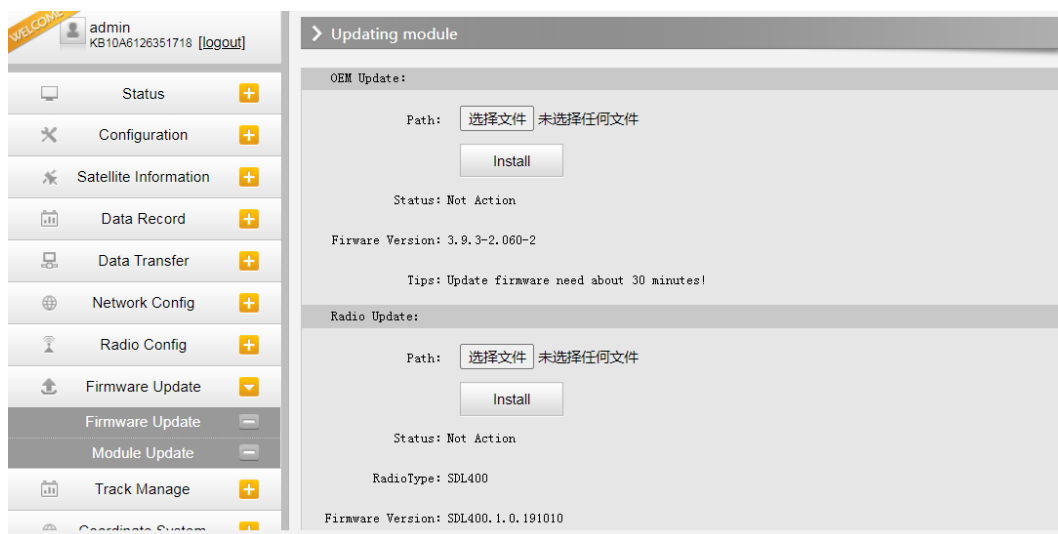 WELCOME
admin
KB10A6126351718 [logout]
Status
Configuration
Satellite Information
Data Record
Data Transfer
Network Config
Radio Config
Firmware Update
Firmware Update
Module Update
Track Manage
Coordinate System
Updating module
OEM Update:
Path: 选择文件 未选择任何文件
Install
Status: Not Action
Firware Version: 3.9.3-2.060-2
Tips: Update firmware need about 30 minutes!
Radio Update:
Path: 选择文件 未选择任何文件
Install
Status: Not Action
RadioType: SDL400
Firmware Version: SDL400.1.0.191010